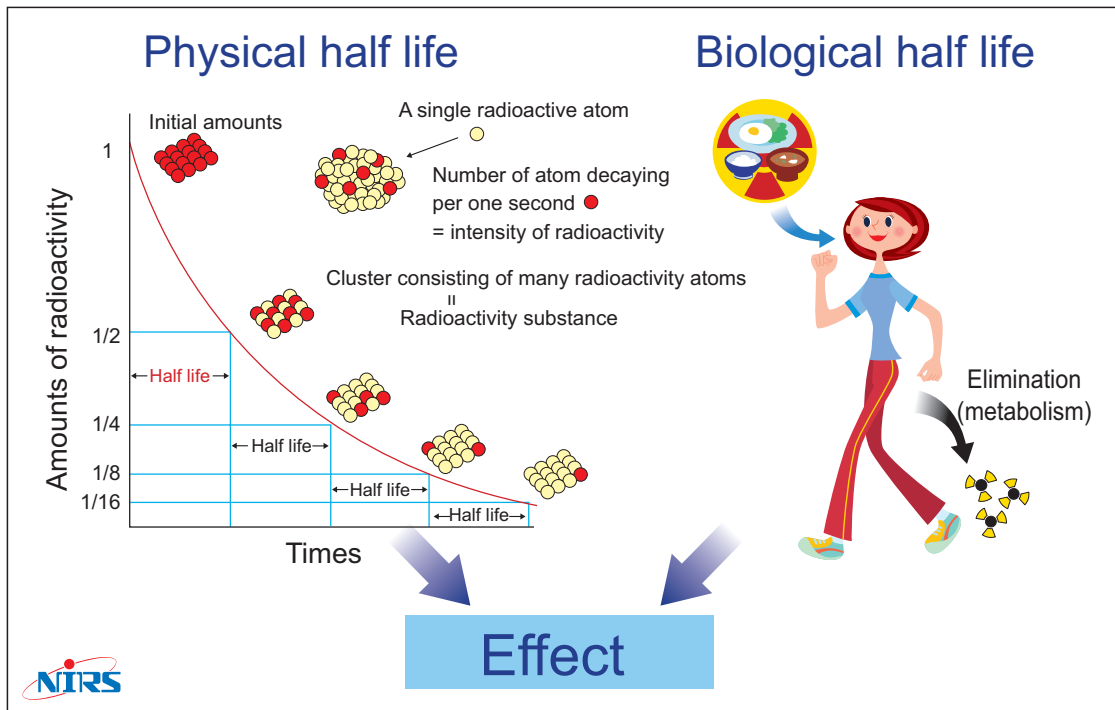 Physical half life
Biological half life
A single radioactive atom
Initial amounts
1
Number of atom decaying
per one second
= intensity of radioactivity
Cluster consisting of many radioactivity atoms
=
Radioactivity substance
Amounts of radioactivity
1/2
Half life
1/4
Half life
1/8
Half life
1/16
Half life
Times
Elimination
(metabolism)
Effect
NIRS